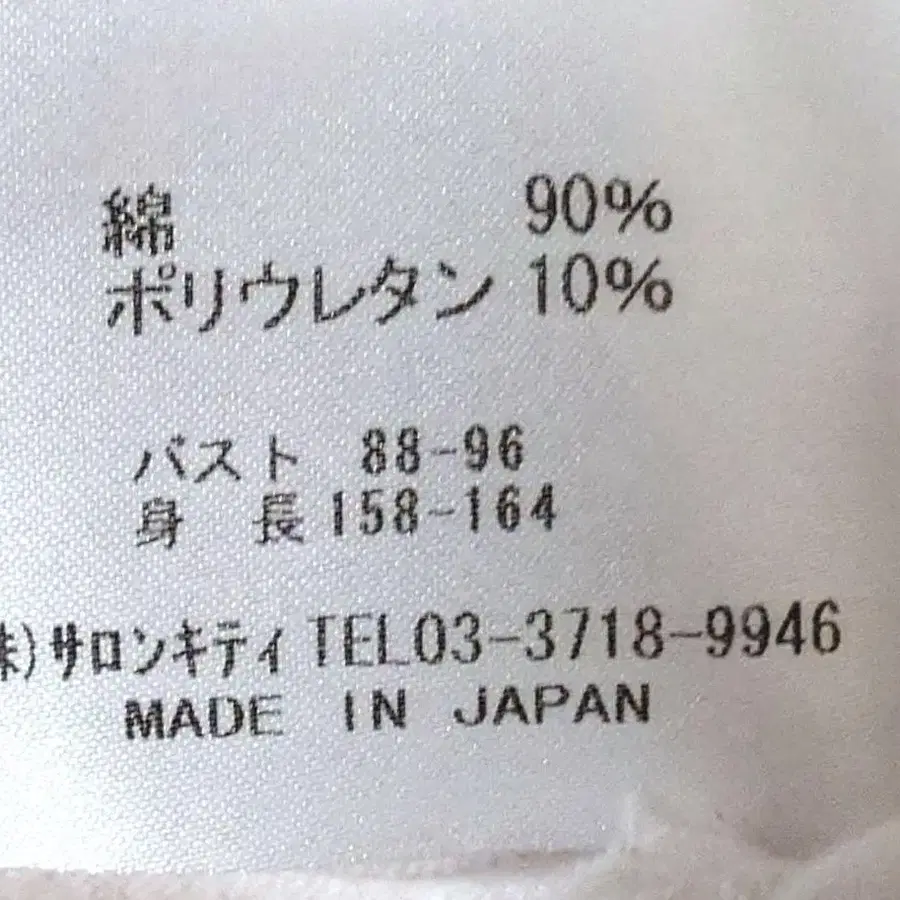 綿 90%
ポリウレタン 10%
バスト 88-96
身 長 158-164
株)サロンキティ TEL03-3718-9946
MADE IN JAPAN